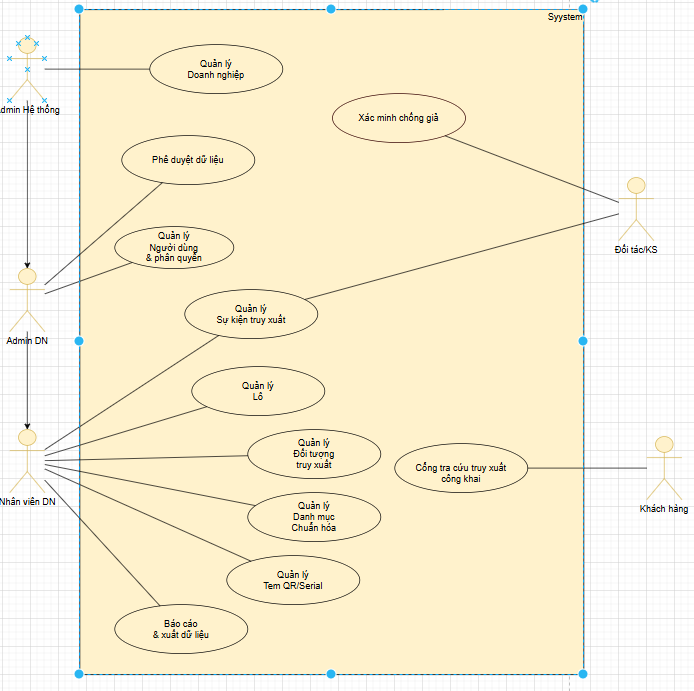 Syystem
Quản lý
Doanh nghiệp
dmin Hệ thống
Xác minh chống giả
Phê duyệt dữ liệu
Quản lý
Người dùng
& phân quyền
Đối tác/KS
Quản lý
Sự kiện truy xuất
Admin DN
Quản lý
Lô
Quản lý
Đối tượng
truy xuất
Cổng tra cứu truy xuất
công khai
Nhân viên DN
Khách hàng
Quản lý
Danh mục
Chuẩn hóa
Quản lý
Tem QR/Serial
Báo cáo
& xuất dữ liệu